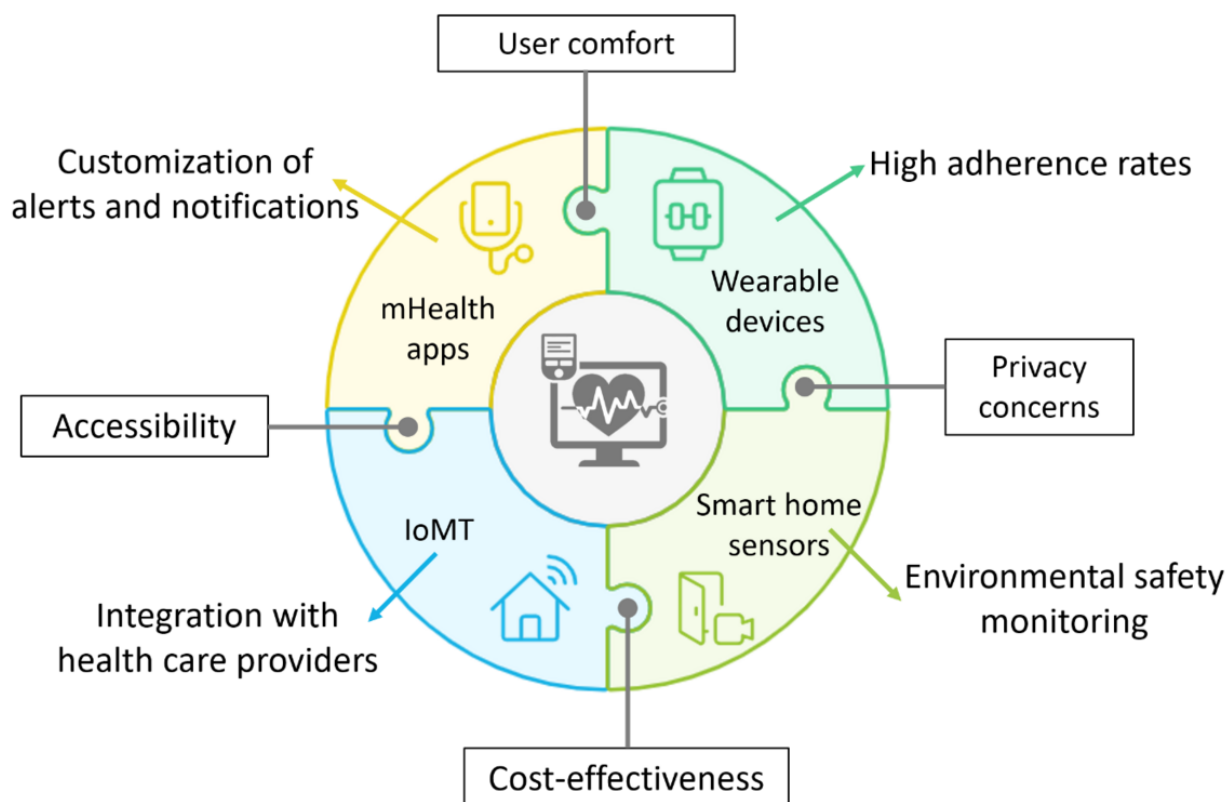 User comfort
Customization of
alerts and notifications
High adherence rates
mHealth
apps
Wearable
devices
Privacy
concerns
Accessibility
IoMT
Smart home
sensors
Integration with
health care providers
Environmental safety
monitoring
Cost-effectiveness